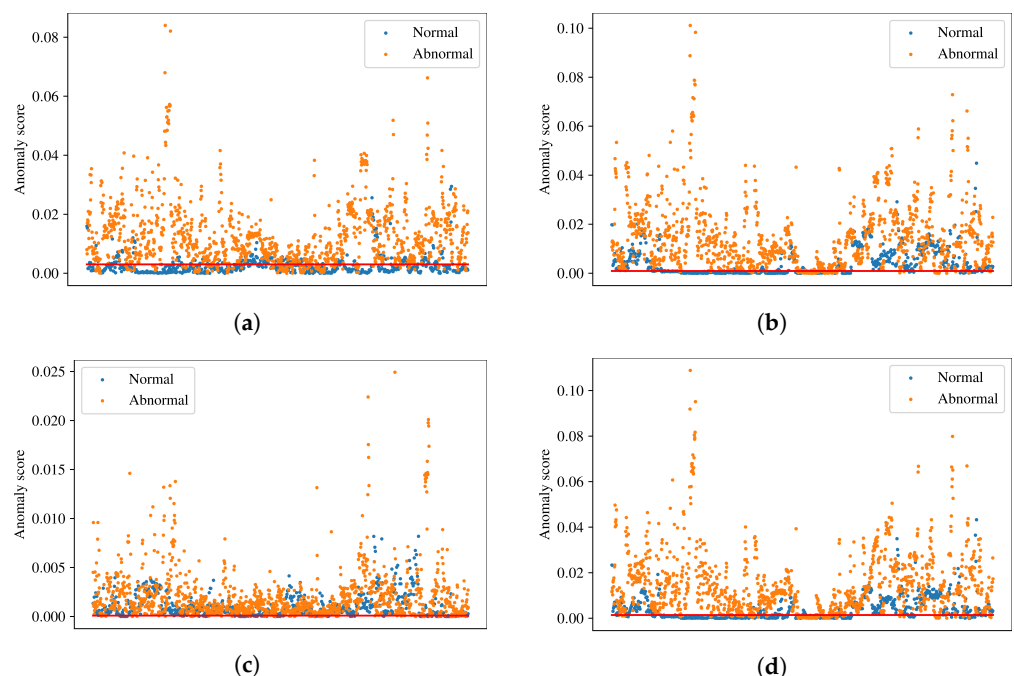 0.08
0.06
0.04
0.02
0.00
Anomaly score
Normal
Abnormal
(a)
0.10
0.08
0.06
0.04
0.02
0.00
Anomaly score
Normal
Abnormal
(b)
0.025
0.020
0.015
0.010
0.005
0.000
Anomaly score
Normal
Abnormal
(c)
0.10
0.08
0.06
0.04
0.02
0.00
Anomaly score
Normal
Abnormal
(d)